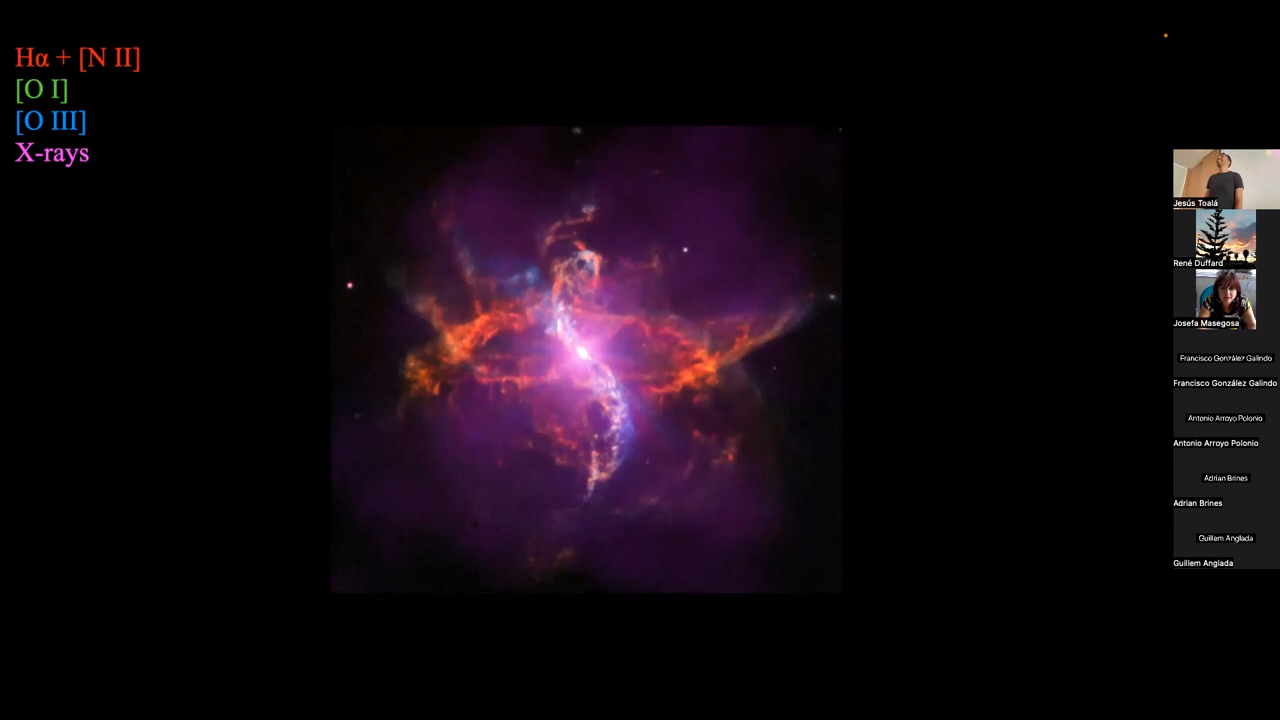 Hα + [N II]
[O I]
[O III]
X-rays
Jesús Toalá
René Duffard
Josefa Masegosa
Francisco González Galindo
Francisco González Galindo
Antonio Arroyo Polonio
Antonio Arroyo Polonio
Adrian Brines
Adrian Brines
Guillem Anglada
Guillem Anglada